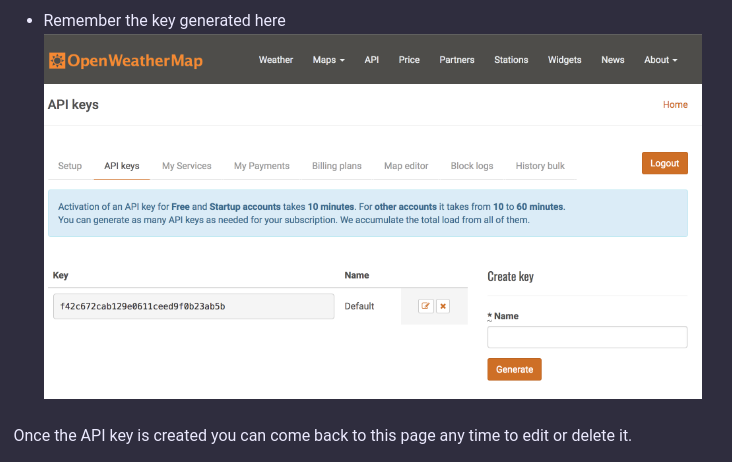 Remember the key generated here
OpenWeatherMap
Weather Maps API Price Partners Stations Widgets News About
API keys
Home
Setup API keys My Services My Payments Billing plans Map editor Block logs History bulk
Logout
Activation of an API key for Free and Startup accounts takes 10 minutes. For other accounts it takes from 10 to 60 minutes.
You can generate as many API keys as needed for your subscription. We accumulate the total load from all of them.
Key Name
f42c672cab129e0611ceed9f0b23ab5b Default
Create key
* Name
Generate
Once the API key is created you can come back to this page any time to edit or delete it.